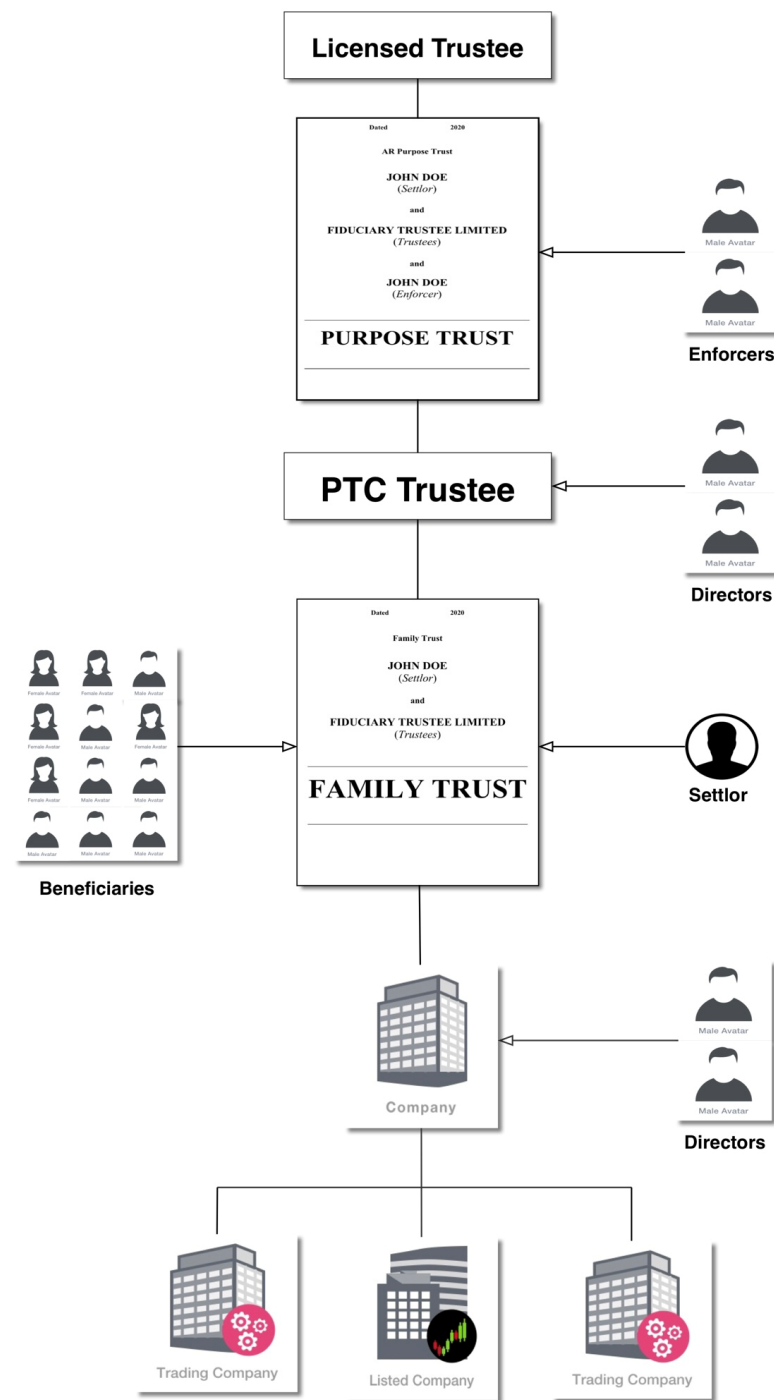 Licensed Trustee
Dated 2020
AR Purpose Trust
JOHN DOE
(Settlor)
and
FIDUCIARY TRUSTEE LIMITED
(Trustees)
and
JOHN DOE
(Enforcer)
PURPOSE TRUST
Male Avatar
Male Avatar
Enforcers
PTC Trustee
Male Avatar
Male Avatar
Directors
Dated 2020
Family Trust
JOHN DOE
(Settlor)
and
FIDUCIARY TRUSTEE LIMITED
(Trustees)
FAMILY TRUST
Female Avatar Female Avatar Male Avatar
Female Avatar Male Avatar Female Avatar
Female Avatar Male Avatar Male Avatar
Male Avatar Male Avatar Male Avatar
Beneficiaries
Settlor
Company
Male Avatar
Male Avatar
Directors
Trading Company
Listed Company
Trading Company